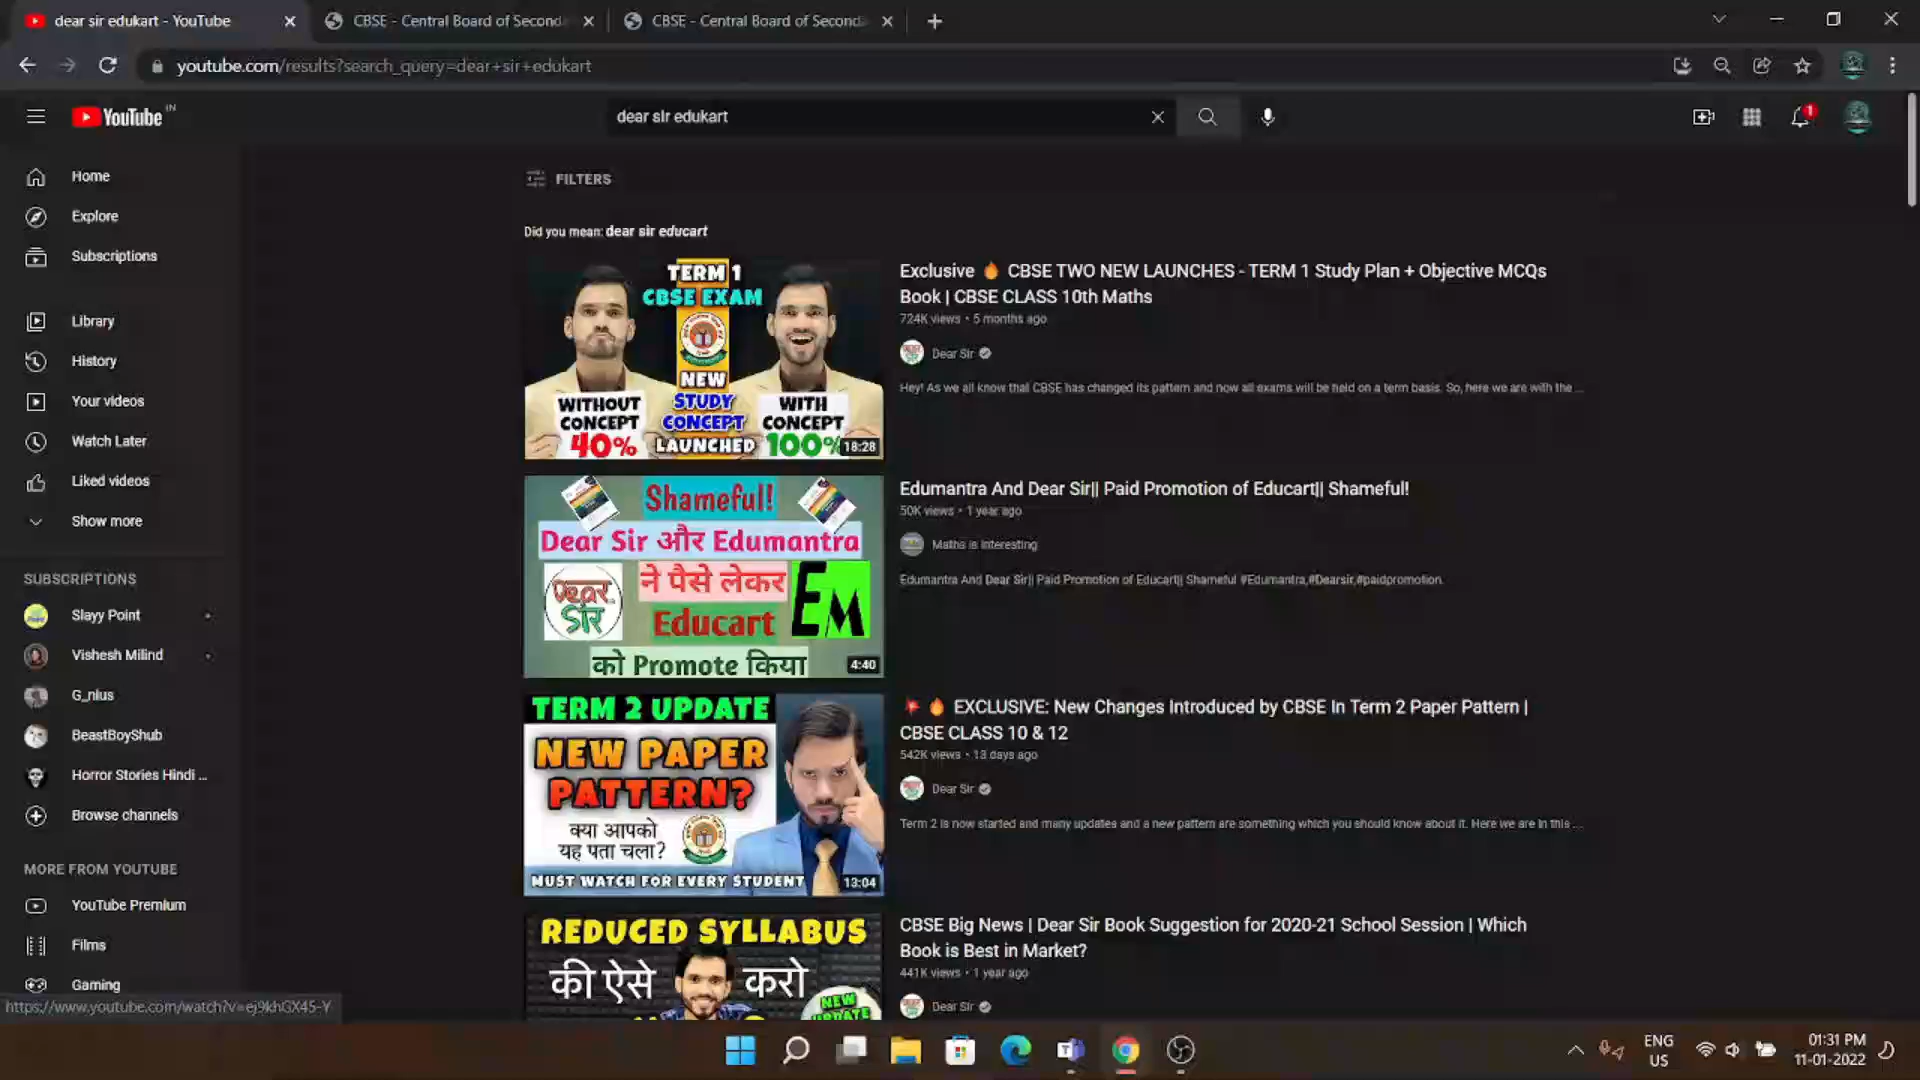 dear sir edukart - YouTube
CBSE - Central Board of Second
CBSE - Central Board of Second
youtube.com/results?search_query=dear+sir+edukart
YouTube IN
dear sir edukart
1
Home
Explore
Subscriptions
Library
History
Your videos
Watch Later
Liked videos
Show more
SUBSCRIPTIONS
Slayy Point
Vishesh Milind
G_nius
BeastBoyShub
Horror Stories Hindi ...
Browse channels
MORE FROM YOUTUBE
YouTube Premium
Films
Gaming
https://www.youtube.com/watch?v=ej9khGX45-Y
FILTERS
Did you mean: dear sir educart
TERM 1
CBSE EXAM
NEW
STUDY
CONCEPT
LAUNCHED
WITHOUT
CONCEPT
40%
WITH
CONCEPT
100%
18:28
Exclusive 🔥 CBSE TWO NEW LAUNCHES - TERM 1 Study Plan + Objective MCQs
Book | CBSE CLASS 10th Maths
724K views • 5 months ago
Dear Sir
Hey! As we all know that CBSE has changed its pattern and now all exams will be held on a term basis. So, here we are with the ...
Shameful!
Dear Sir और Edumantra
Dear
SIR
ने पैसे लेकर
Educart
EM
को Promote किया
4:40
Edumantra And Dear Sir|| Paid Promotion of Educart|| Shameful!
50K views • 1 year ago
Maths is Interesting
Edumantra And Dear Sir|| Paid Promotion of Educart|| Shameful #Edumantra,#Dearsir,#paidpromotion.
TERM 2 UPDATE
NEW PAPER
PATTERN?
क्या आपको
यह पता चला?
MUST WATCH FOR EVERY STUDENT
13:04
💥 🔥 EXCLUSIVE: New Changes Introduced by CBSE In Term 2 Paper Pattern |
CBSE CLASS 10 & 12
542K views • 13 days ago
Dear Sir
Term 2 is now started and many updates and a new pattern are something which you should know about it. Here we are in this ...
REDUCED SYLLABUS
की ऐसे करो
NEW
UPDATE
CBSE Big News | Dear Sir Book Suggestion for 2020-21 School Session | Which
Book is Best in Market?
441K views • 1 year ago
Dear Sir
ENG
US
01:31 PM
11-01-2022